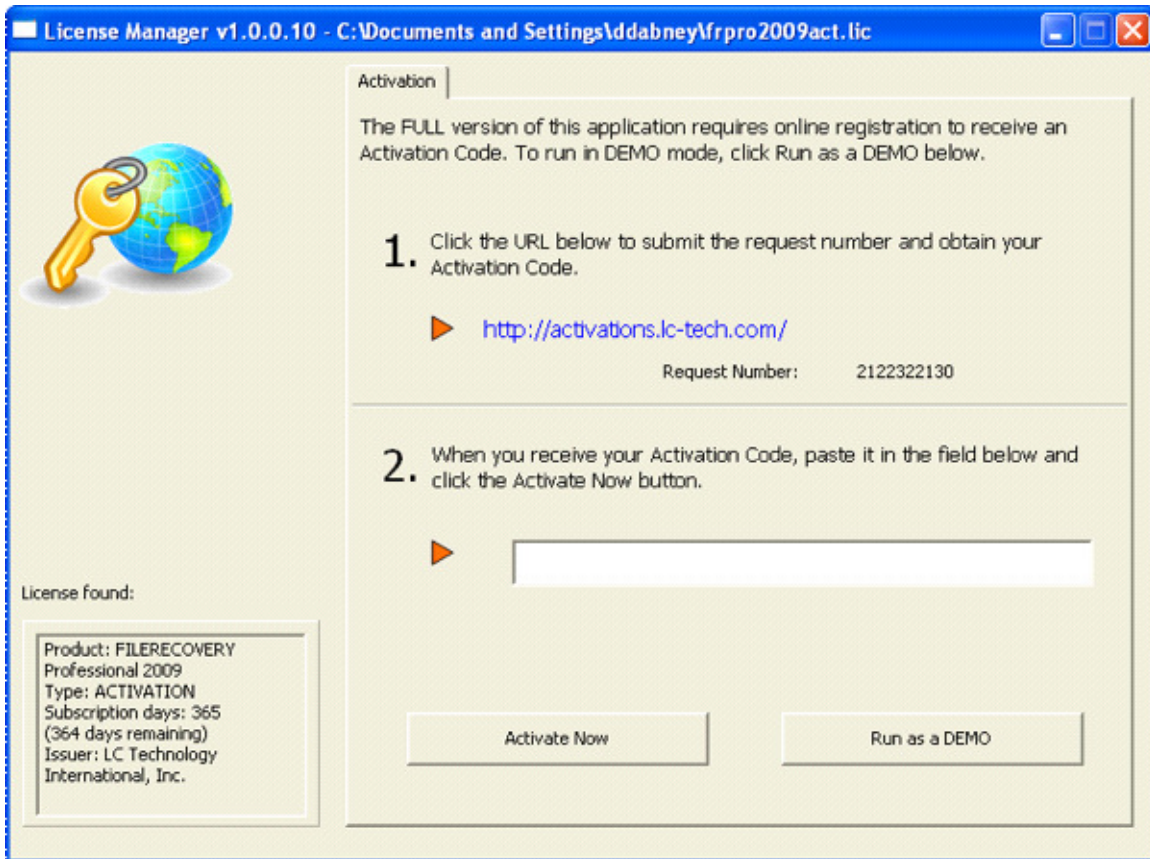 License Manager v1.0.0.10 - C:\Documents and Settings\ddabney\frpro2009act.lic
Activation
The FULL version of this application requires online registration to receive an
Activation Code. To run in DEMO mode, click Run as a DEMO below.
1. Click the URL below to submit the request number and obtain your
Activation Code.
http://activations.lc-tech.com/
Request Number: 2122322130
2. When you receive your Activation Code, paste it in the field below and
click the Activate Now button.
License found:
Product: FILERECOVERY
Professional 2009
Type: ACTIVATION
Subscription days: 365
(364 days remaining)
Issuer: LC Technology
International, Inc.
Activate Now
Run as a DEMO